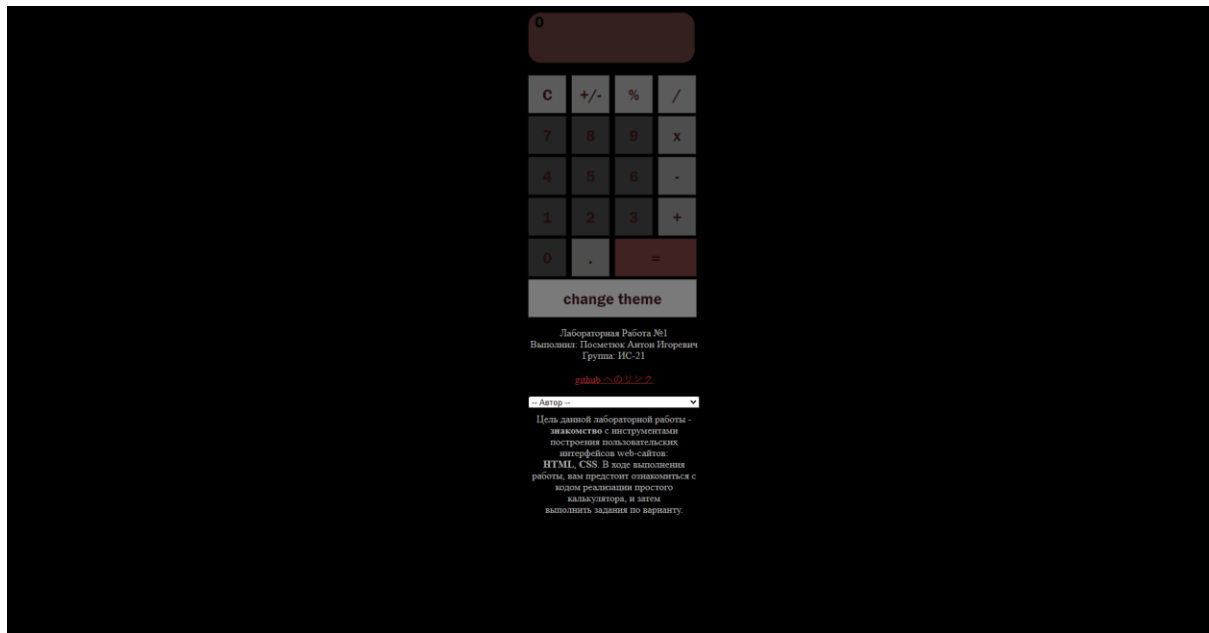 0
C +/- % /
7 8 9 x
4 5 6 -
1 2 3 +
0 . =
change theme
Лабораторная Работа №1
Выполнил: Посметюк Антон Игоревич
Группа: ИС-21
github へのリンク
-- Автор --
Цель данной лабораторной работы -
знакомство с инструментами
построения пользовательских
интерфейсов web-сайтов:
HTML, CSS. В ходе выполнения
работы, вам предстоит ознакомиться с
кодом реализации простого
калькулятора, и затем
выполнить задания по варианту.